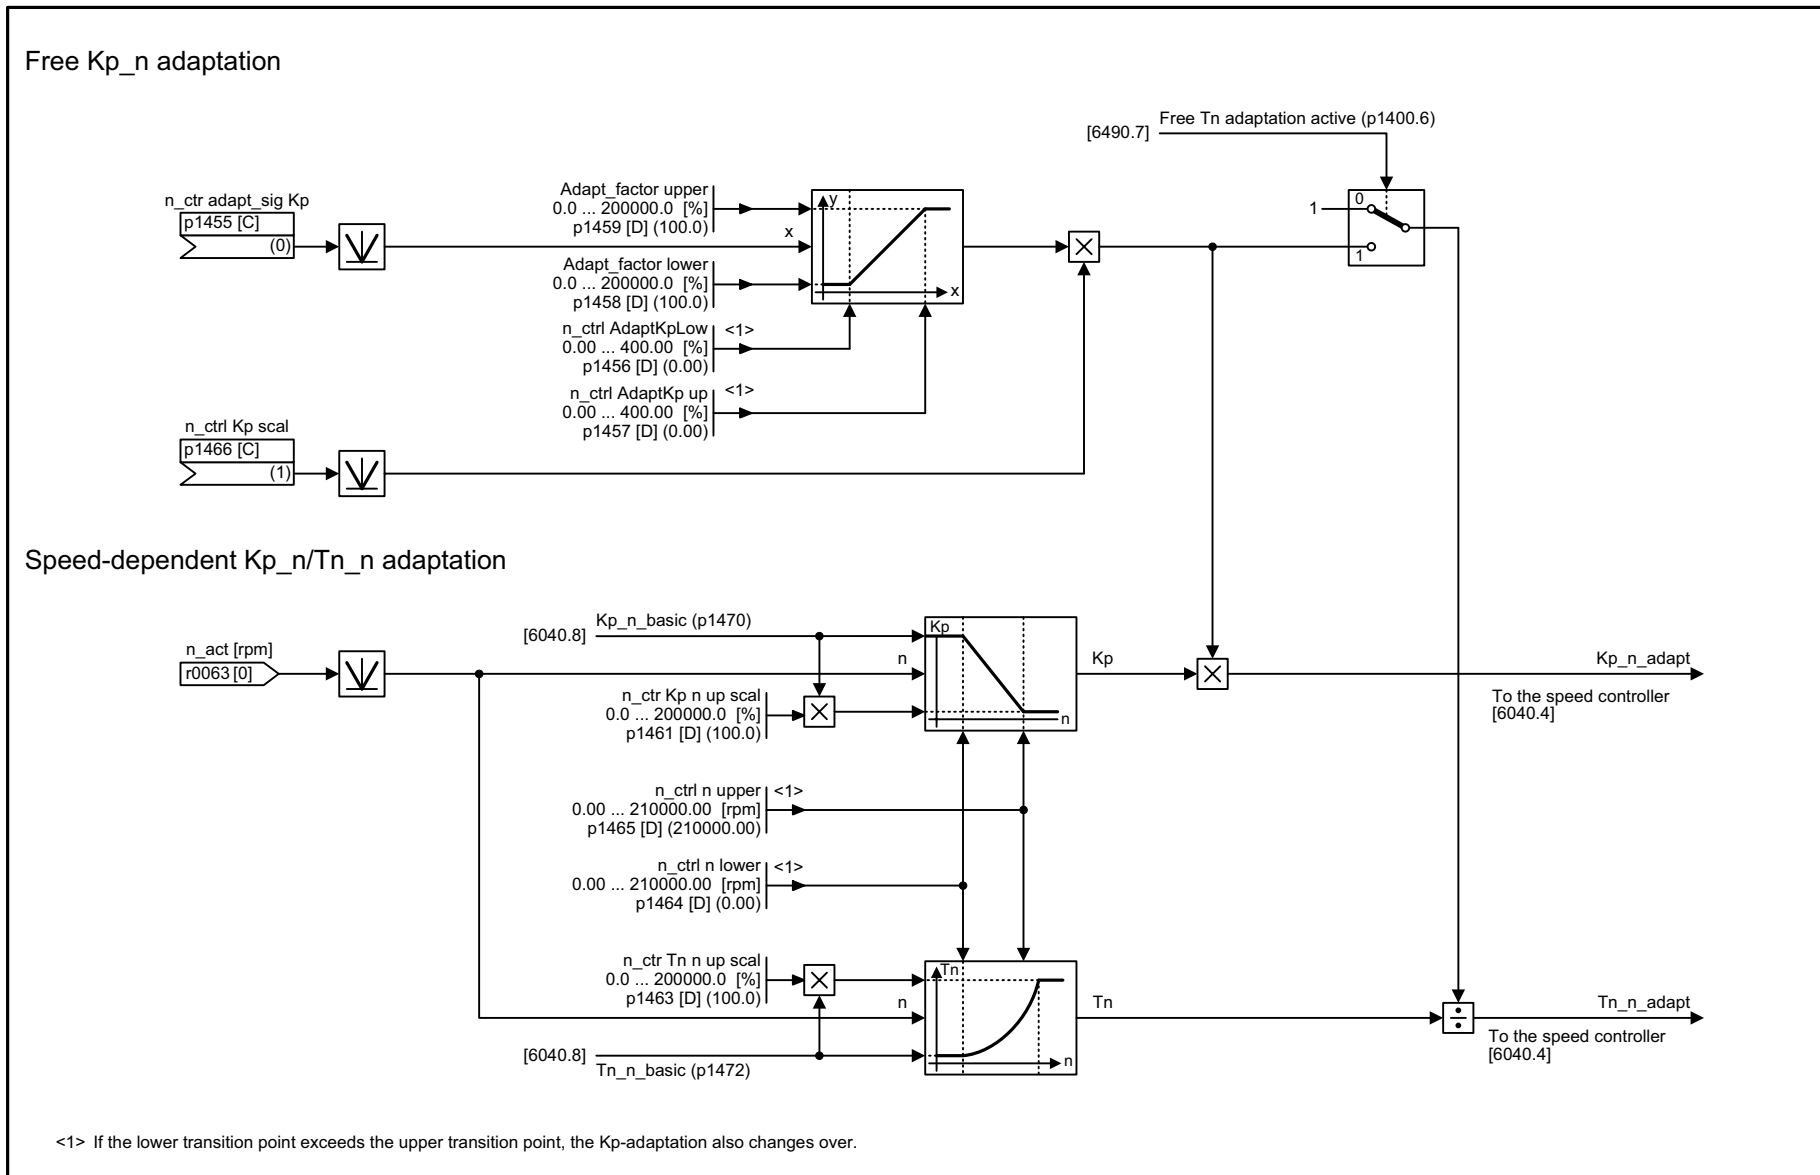 Free Kp_n adaptation
Free Tn adaptation active (p1400.6)
[6490.7]
n_ctr adapt_sig Kp
p1455 [C]
(0)
Adapt_factor upper
0.0 ... 200000.0 [%]
p1459 [D] (100.0)
x
Adapt_factor lower
0.0 ... 200000.0 [%]
p1458 [D] (100.0)
y
x
1
0
1
n_ctrl AdaptKpLow <1>
0.00 ... 400.00 [%]
p1456 [D] (0.00)
n_ctrl AdaptKp up <1>
0.00 ... 400.00 [%]
p1457 [D] (0.00)
n_ctrl Kp scal
p1466 [C]
(1)
Speed-dependent Kp_n/Tn_n adaptation
[6040.8] Kp_n_basic (p1470)
n_act [rpm]
r0063 [0]
n
Kp
n
Kp
Kp_n_adapt
To the speed controller
[6040.4]
n_ctr Kp n up scal
0.0 ... 200000.0 [%]
p1461 [D] (100.0)
n_ctrl n upper <1>
0.00 ... 210000.00 [rpm]
p1465 [D] (210000.00)
n_ctrl n lower <1>
0.00 ... 210000.00 [rpm]
p1464 [D] (0.00)
n_ctr Tn n up scal
0.0 ... 200000.0 [%]
p1463 [D] (100.0)
n
Tn
n
Tn
Tn_n_adapt
To the speed controller
[6040.4]
[6040.8] Tn_n_basic (p1472)
<1> If the lower transition point exceeds the upper transition point, the Kp-adaptation also changes over.